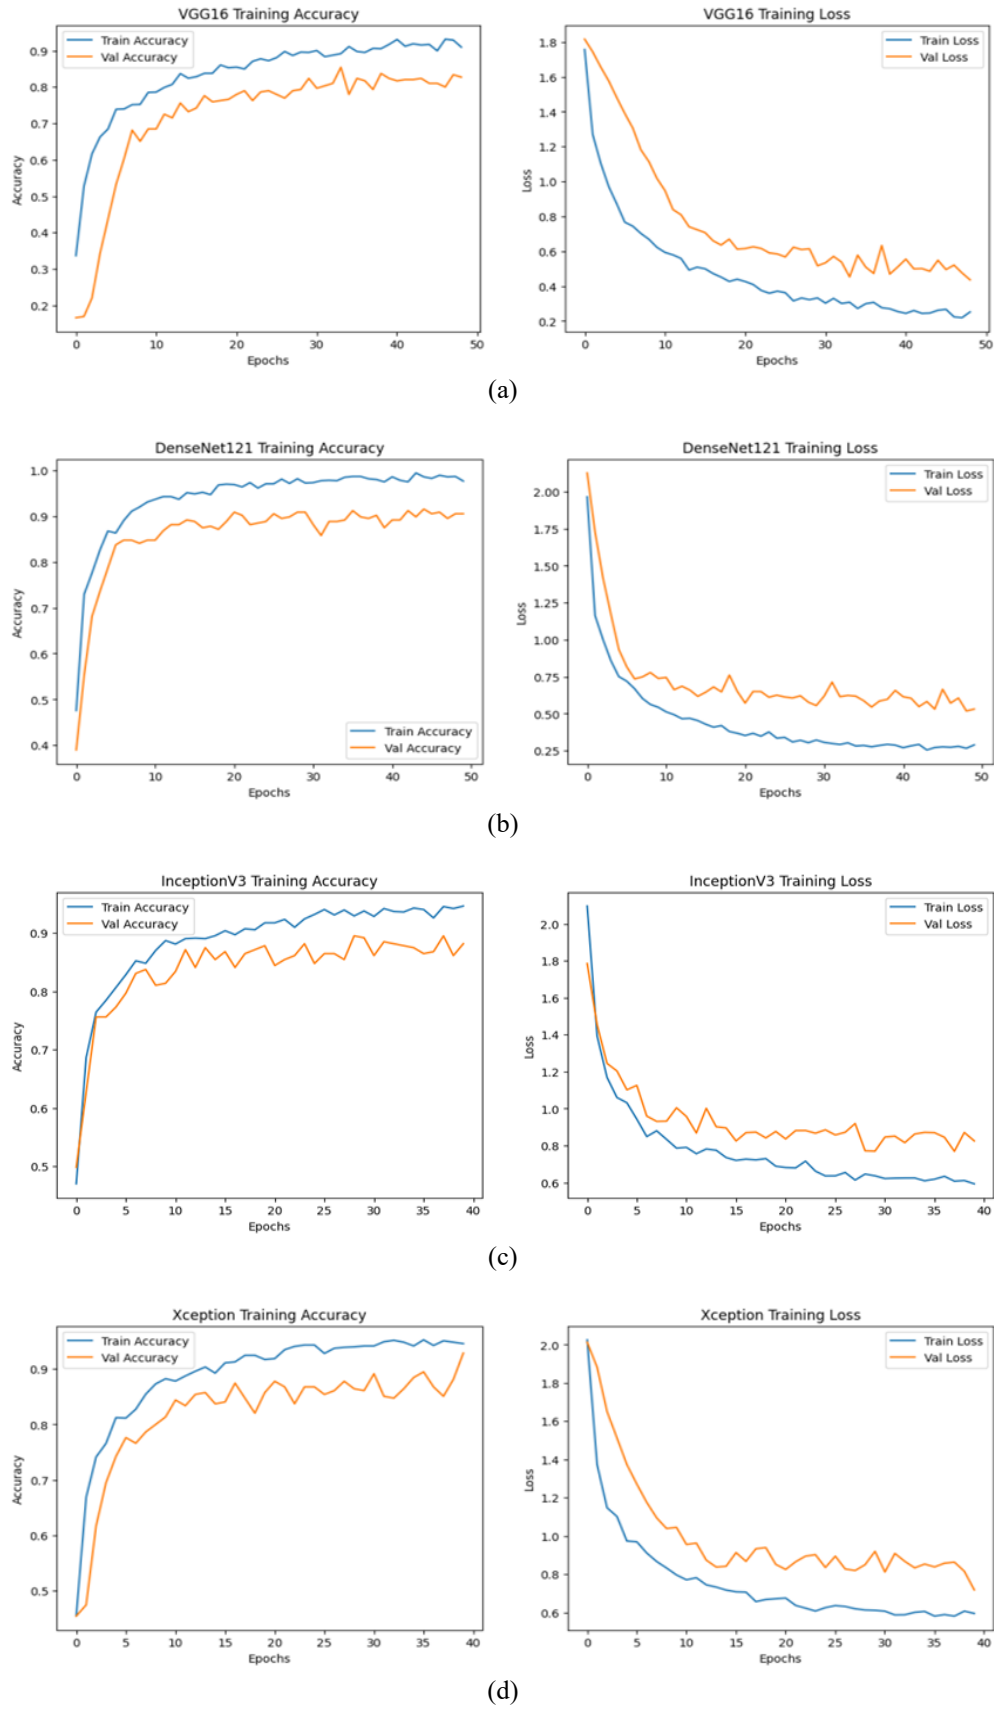 VGG16 Training Accuracy
Train Accuracy
Val Accuracy
0.9
0.8
0.7
0.6
0.5
0.4
0.3
0.2
Accuracy
0 10 20 30 40 50
Epochs
VGG16 Training Loss
Train Loss
Val Loss
1.8
1.6
1.4
1.2
1.0
0.8
0.6
0.4
0.2
Loss
0 10 20 30 40 50
Epochs
(a)
DenseNet121 Training Accuracy
1.0
0.9
0.8
0.7
0.6
0.5
0.4
Accuracy
Train Accuracy
Val Accuracy
0 10 20 30 40 50
Epochs
DenseNet121 Training Loss
Train Loss
Val Loss
2.00
1.75
1.50
1.25
1.00
0.75
0.50
0.25
Loss
0 10 20 30 40 50
Epochs
(b)
InceptionV3 Training Accuracy
Train Accuracy
Val Accuracy
0.9
0.8
0.7
0.6
0.5
Accuracy
0 5 10 15 20 25 30 35 40
Epochs
InceptionV3 Training Loss
Train Loss
Val Loss
2.0
1.8
1.6
1.4
1.2
1.0
0.8
0.6
Loss
0 5 10 15 20 25 30 35 40
Epochs
(c)
Xception Training Accuracy
Train Accuracy
Val Accuracy
0.9
0.8
0.7
0.6
0.5
Accuracy
0 5 10 15 20 25 30 35 40
Epochs
Xception Training Loss
Train Loss
Val Loss
2.0
1.8
1.6
1.4
1.2
1.0
0.8
0.6
Loss
0 5 10 15 20 25 30 35 40
Epochs
(d)